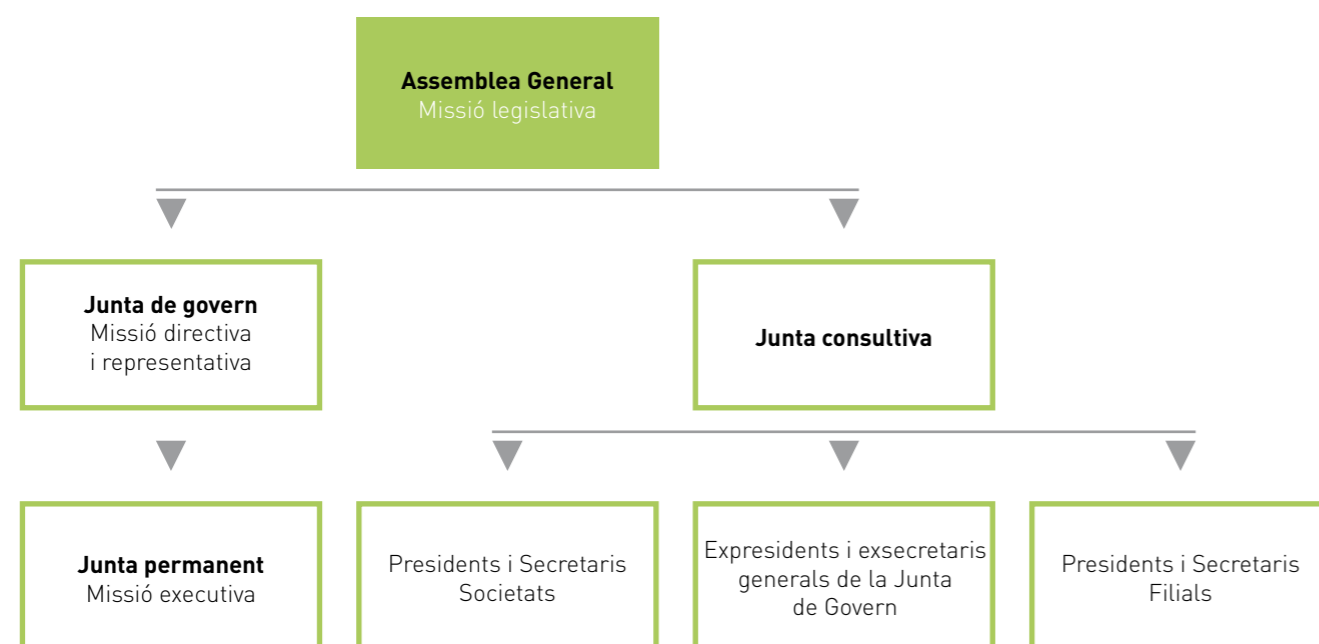 Assemblea General
Missió legislativa
Junta de govern
Missió directiva
i representativa
Junta consultiva
Junta permanent
Missió executiva
Presidents i Secretaris
Societats
Expresidents i exsecretaris
generals de la Junta
de Govern
Presidents i Secretaris
Filials